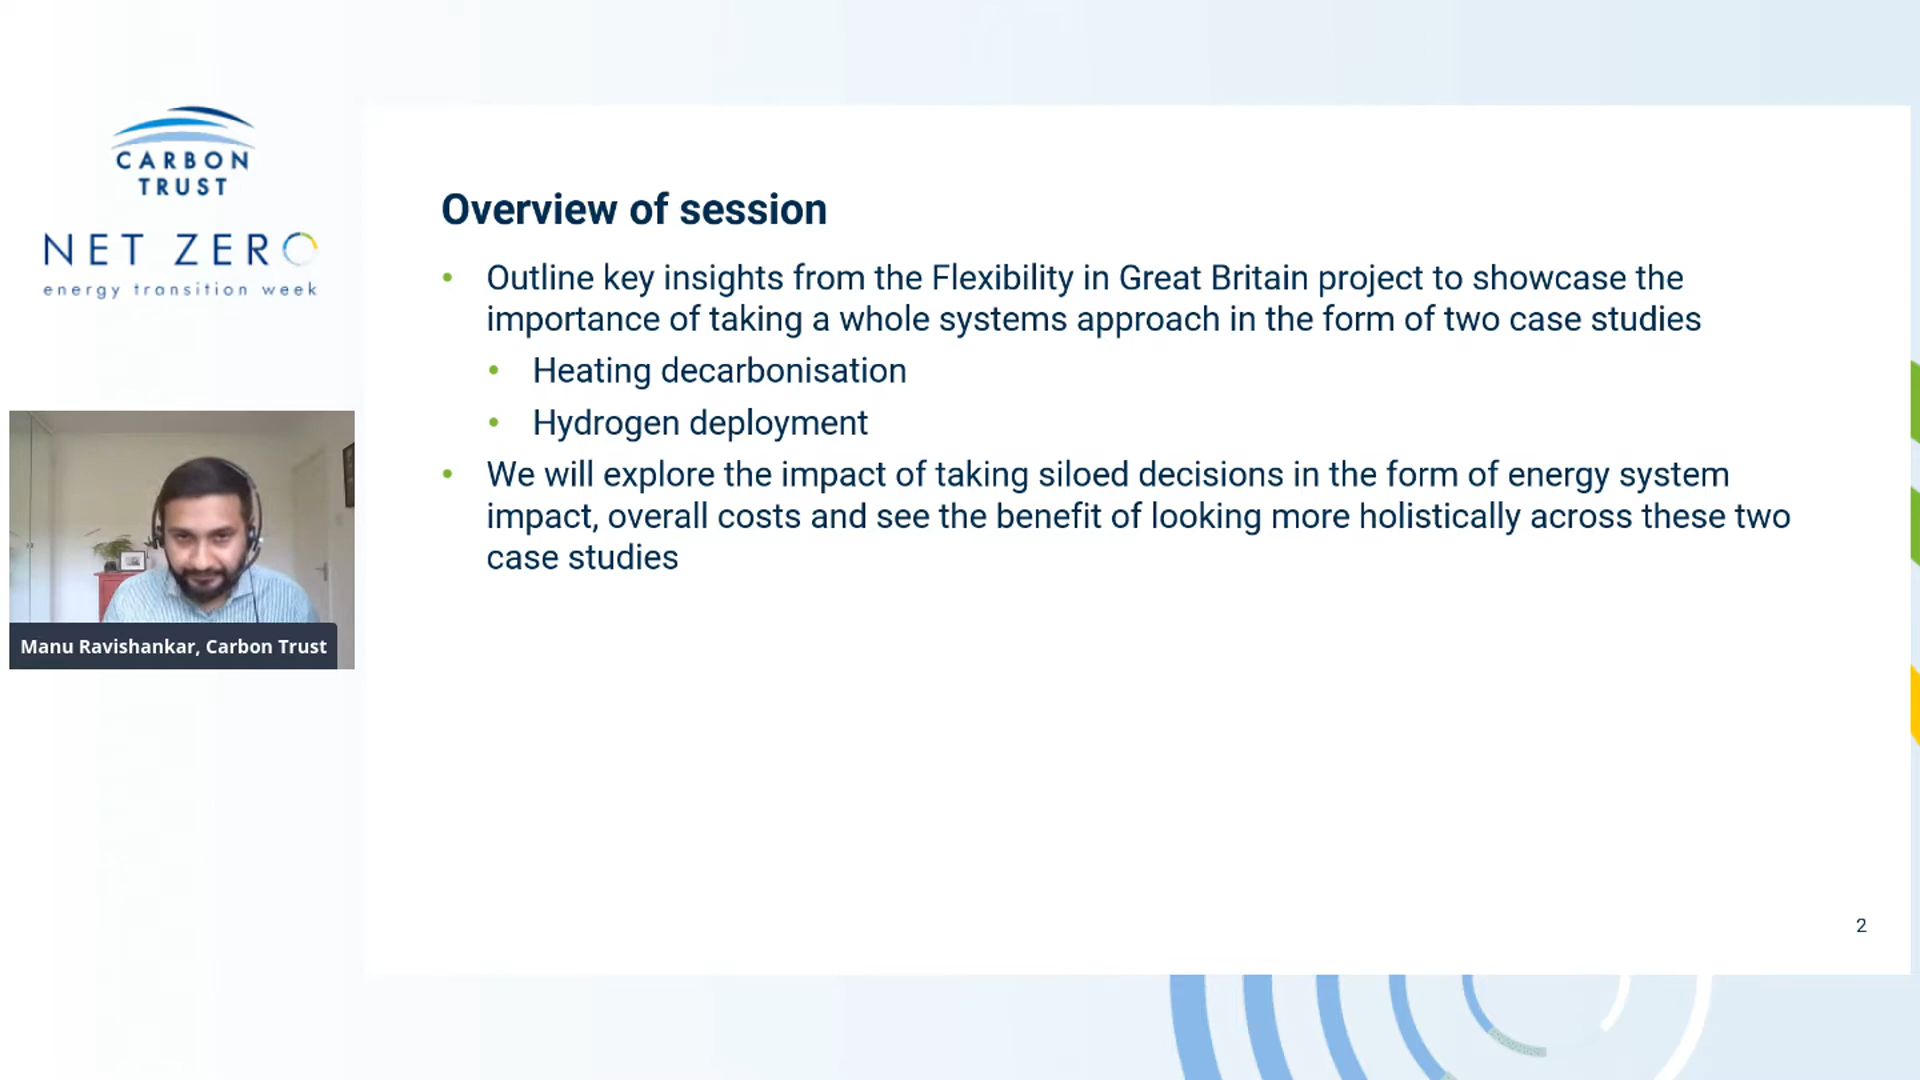 CARBON
TRUST
NET ZERO
energy transition week
Manu Ravishankar, Carbon Trust
Overview of session
• Outline key insights from the Flexibility in Great Britain project to showcase the
importance of taking a whole systems approach in the form of two case studies
• Heating decarbonisation
• Hydrogen deployment
• We will explore the impact of taking siloed decisions in the form of energy system
impact, overall costs and see the benefit of looking more holistically across these two
case studies
2